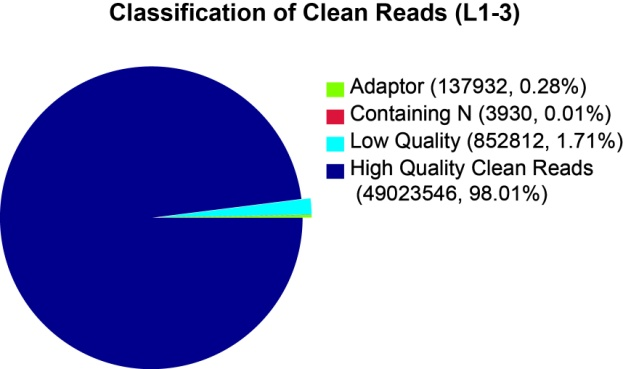 Classification of Clean Reads (L1-3)
Adaptor (137932, 0.28%)
Containing N (3930, 0.01%)
Low Quality (852812, 1.71%)
High Quality Clean Reads
(49023546, 98.01%)